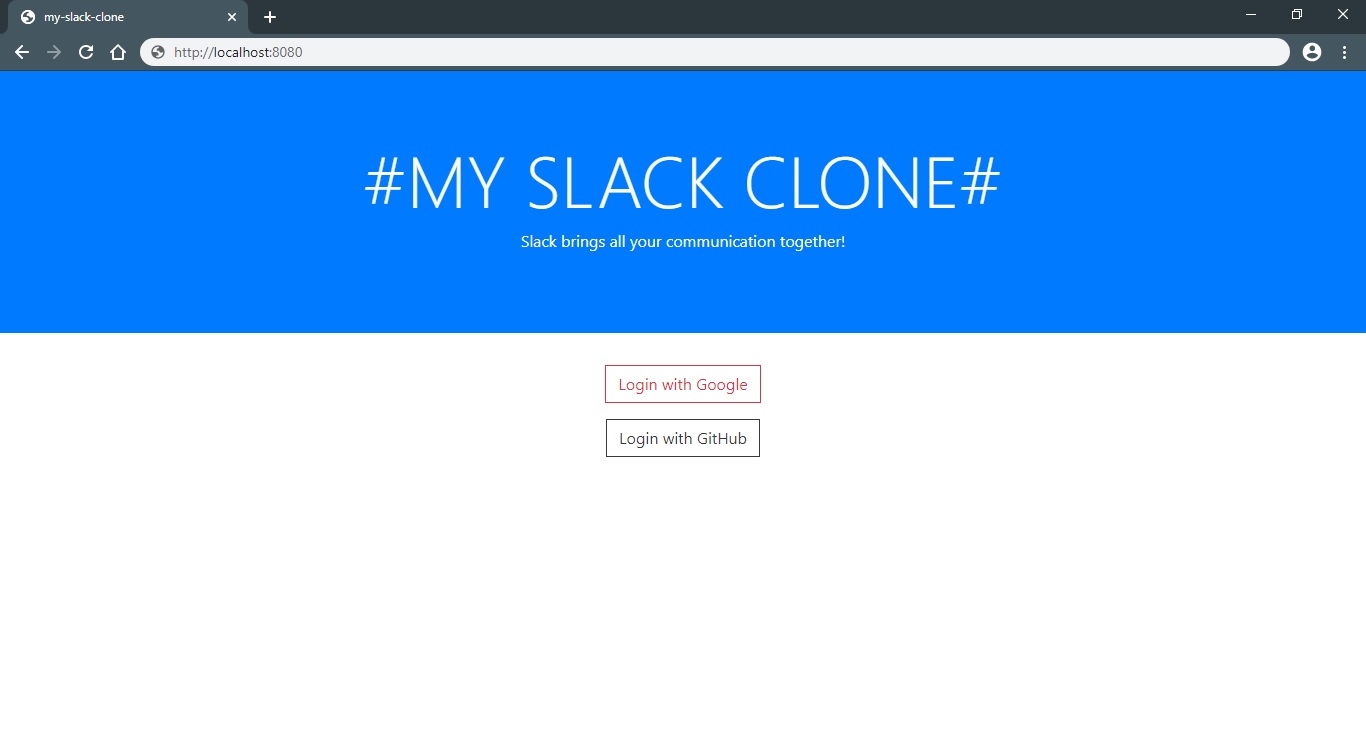 my-slack-clone
http://localhost:8080
#MY SLACK CLONE#
Slack brings all your communication together!
Login with Google
Login with GitHub